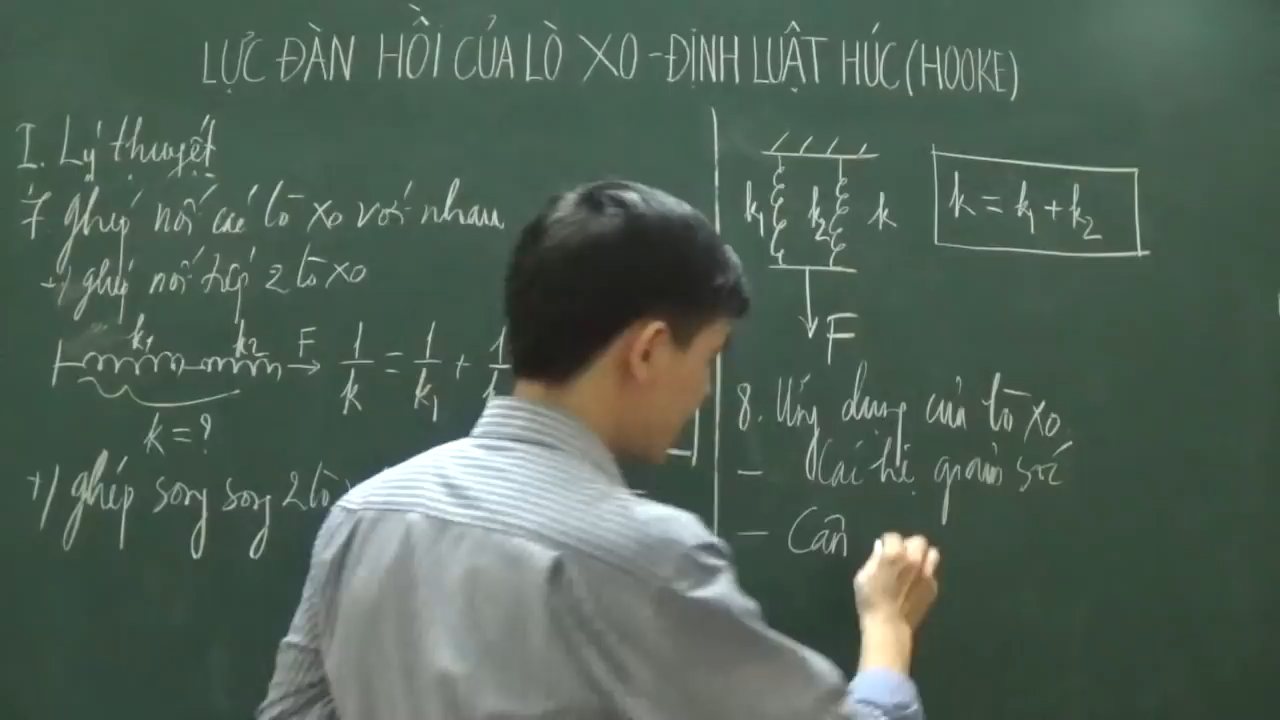 LỰC ĐÀN HỒI CỦA LÒ XO - ĐỊNH LUẬT HÚC (HOOKE)
I. Lý thuyết
7. Ghép nối các lò xo với nhau
+) ghép nối tiếp 2 lò xo
k1 k2 F
1/k = 1/k1 + 1
k = ?
+) ghép song song 2 lò
k1 k2 k
k = k1 + k2
F
8. Ứng dụng của lò xo
- Các hệ giảm sóc
- Cân